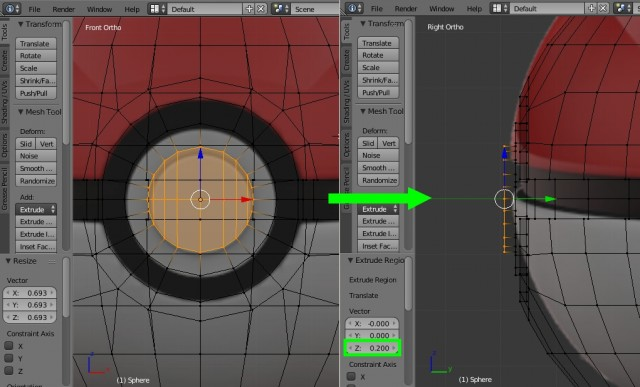 File Render Window Help Default Scene
Front Ortho
Tools
Create
Shading / UVs
Options
Grease Pencil
Transform
Translate
Rotate
Scale
Shrink/Fa...
Push/Pull
Mesh Tool
Deform:
Slid Vert
Noise
Smooth ...
Randomize
Add:
Extrude
Extrude ...
Extrude I...
Inset Fac...
Resize
Vector
X: 0.693
Y: 0.693
Z: 0.693
Constraint Axis
X
Y
Z
Orientation
(1) Sphere
File Render Window Help Default
Right Ortho
Tools
Create
Shading / UVs
Options
Grease Pencil
Transform
Translate
Rotate
Scale
Shrink/Fa...
Push/Pull
Mesh Tool
Deform:
Slid Vert
Noise
Smooth ...
Randomize
Add:
Extrude
Extrude ...
Extrude I...
Inset Fac...
Extrude Region
Extrude Region
Translate
Vector
X: -0.000
Y: 0.000
Z: 0.200
Constraint Axis
X
(1) Sphere